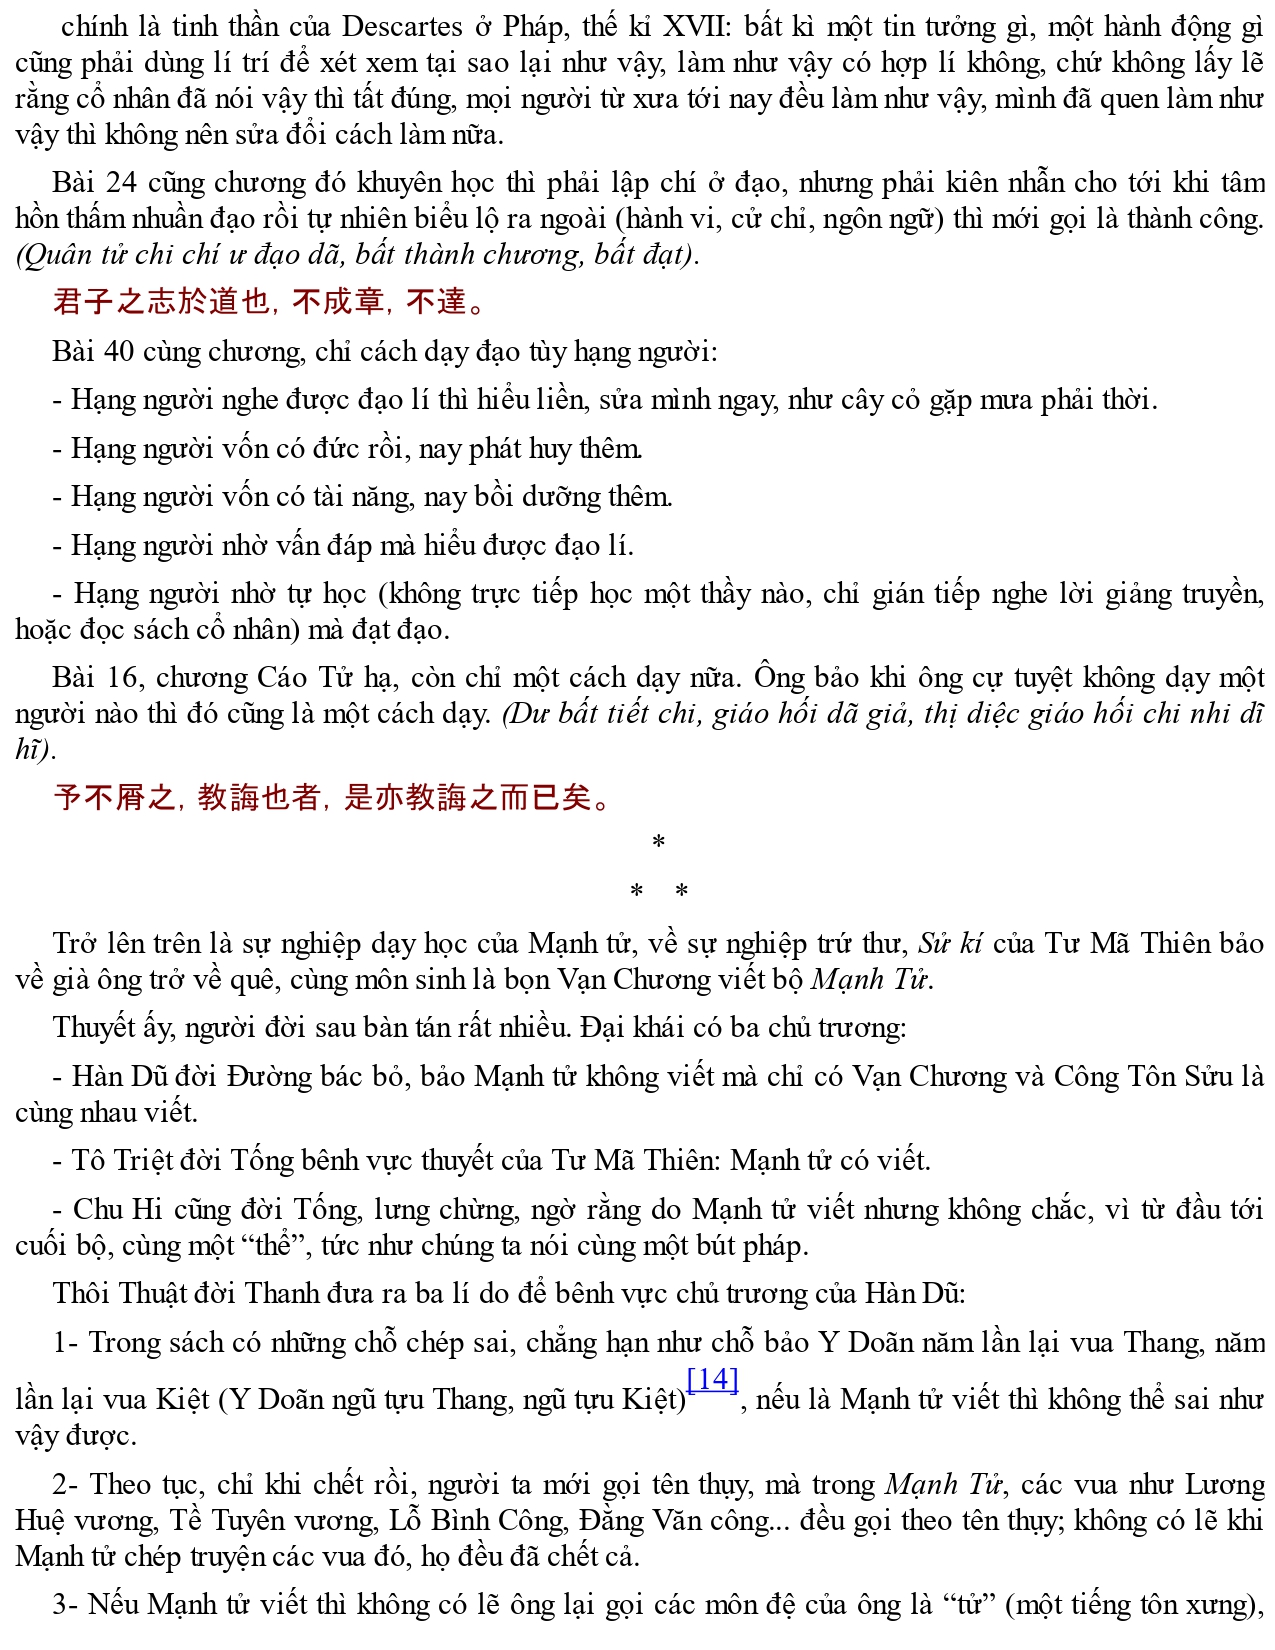 chính là tinh thần của Descartes ở Pháp, thế kỉ XVII: bất kì một tin tưởng gì, một hành động gì
cũng phải dùng lí trí để xét xem tại sao lại như vậy, làm như vậy có hợp lí không, chứ không lấy lẽ
rằng cổ nhân đã nói vậy thì tất đúng, mọi người từ xưa tới nay đều làm như vậy, mình đã quen làm như
vậy thì không nên sửa đổi cách làm nữa.
Bài 24 cũng chương đó khuyên học thì phải lập chí ở đạo, nhưng phải kiên nhẫn cho tới khi tâm
hồn thấm nhuần đạo rồi tự nhiên biểu lộ ra ngoài (hành vi, cử chỉ, ngôn ngữ) thì mới gọi là thành công.
(Quân tử chi chí ư đạo dã, bất thành chương, bất đạt).
君子之志於道也, 不成章, 不達。
Bài 40 cùng chương, chỉ cách dạy đạo tùy hạng người:
- Hạng người nghe được đạo lí thì hiểu liền, sửa mình ngay, như cây cỏ gặp mưa phải thời.
- Hạng người vốn có đức rồi, nay phát huy thêm.
- Hạng người vốn có tài năng, nay bồi dưỡng thêm.
- Hạng người nhờ vấn đáp mà hiểu được đạo lí.
- Hạng người nhờ tự học (không trực tiếp học một thầy nào, chỉ gián tiếp nghe lời giảng truyền,
hoặc đọc sách cổ nhân) mà đạt đạo.
Bài 16, chương Cáo Tử hạ, còn chỉ một cách dạy nữa. Ông bảo khi ông cự tuyệt không dạy một
người nào thì đó cũng là một cách dạy. (Dư bất tiết chi, giáo hối dã giả, thị diệc giáo hối chi nhi dĩ
hĩ).
予不屑之, 教誨也者, 是亦教誨之而已矣。
*
* *
Trở lên trên là sự nghiệp dạy học của Mạnh tử, về sự nghiệp trứ thư, Sử kí của Tư Mã Thiên bảo
về già ông trở về quê, cùng môn sinh là bọn Vạn Chương viết bộ Mạnh Tử.
Thuyết ấy, người đời sau bàn tán rất nhiều. Đại khái có ba chủ trương:
- Hàn Dũ đời Đường bác bỏ, bảo Mạnh tử không viết mà chỉ có Vạn Chương và Công Tôn Sửu là
cùng nhau viết.
- Tô Triệt đời Tống bênh vực thuyết của Tư Mã Thiên: Mạnh tử có viết.
- Chu Hi cũng đời Tống, lưng chừng, ngờ rằng do Mạnh tử viết nhưng không chắc, vì từ đầu tới
cuối bộ, cùng một “thể”, tức như chúng ta nói cùng một bút pháp.
Thôi Thuật đời Thanh đưa ra ba lí do để bênh vực chủ trương của Hàn Dũ:
1- Trong sách có những chỗ chép sai, chẳng hạn như chỗ bảo Y Doãn năm lần lại vua Thang, năm
lần lại vua Kiệt (Y Doãn ngũ tựu Thang, ngũ tựu Kiệt)[14], nếu là Mạnh tử viết thì không thể sai như
vậy được.
2- Theo tục, chỉ khi chết rồi, người ta mới gọi tên thụy, mà trong Mạnh Tử, các vua như Lương
Huệ vương, Tề Tuyên vương, Lỗ Bình Công, Đằng Văn công... đều gọi theo tên thụy; không có lẽ khi
Mạnh tử chép truyện các vua đó, họ đều đã chết cả.
3- Nếu Mạnh tử viết thì không có lẽ ông lại gọi các môn đệ của ông là “tử” (một tiếng tôn xưng),